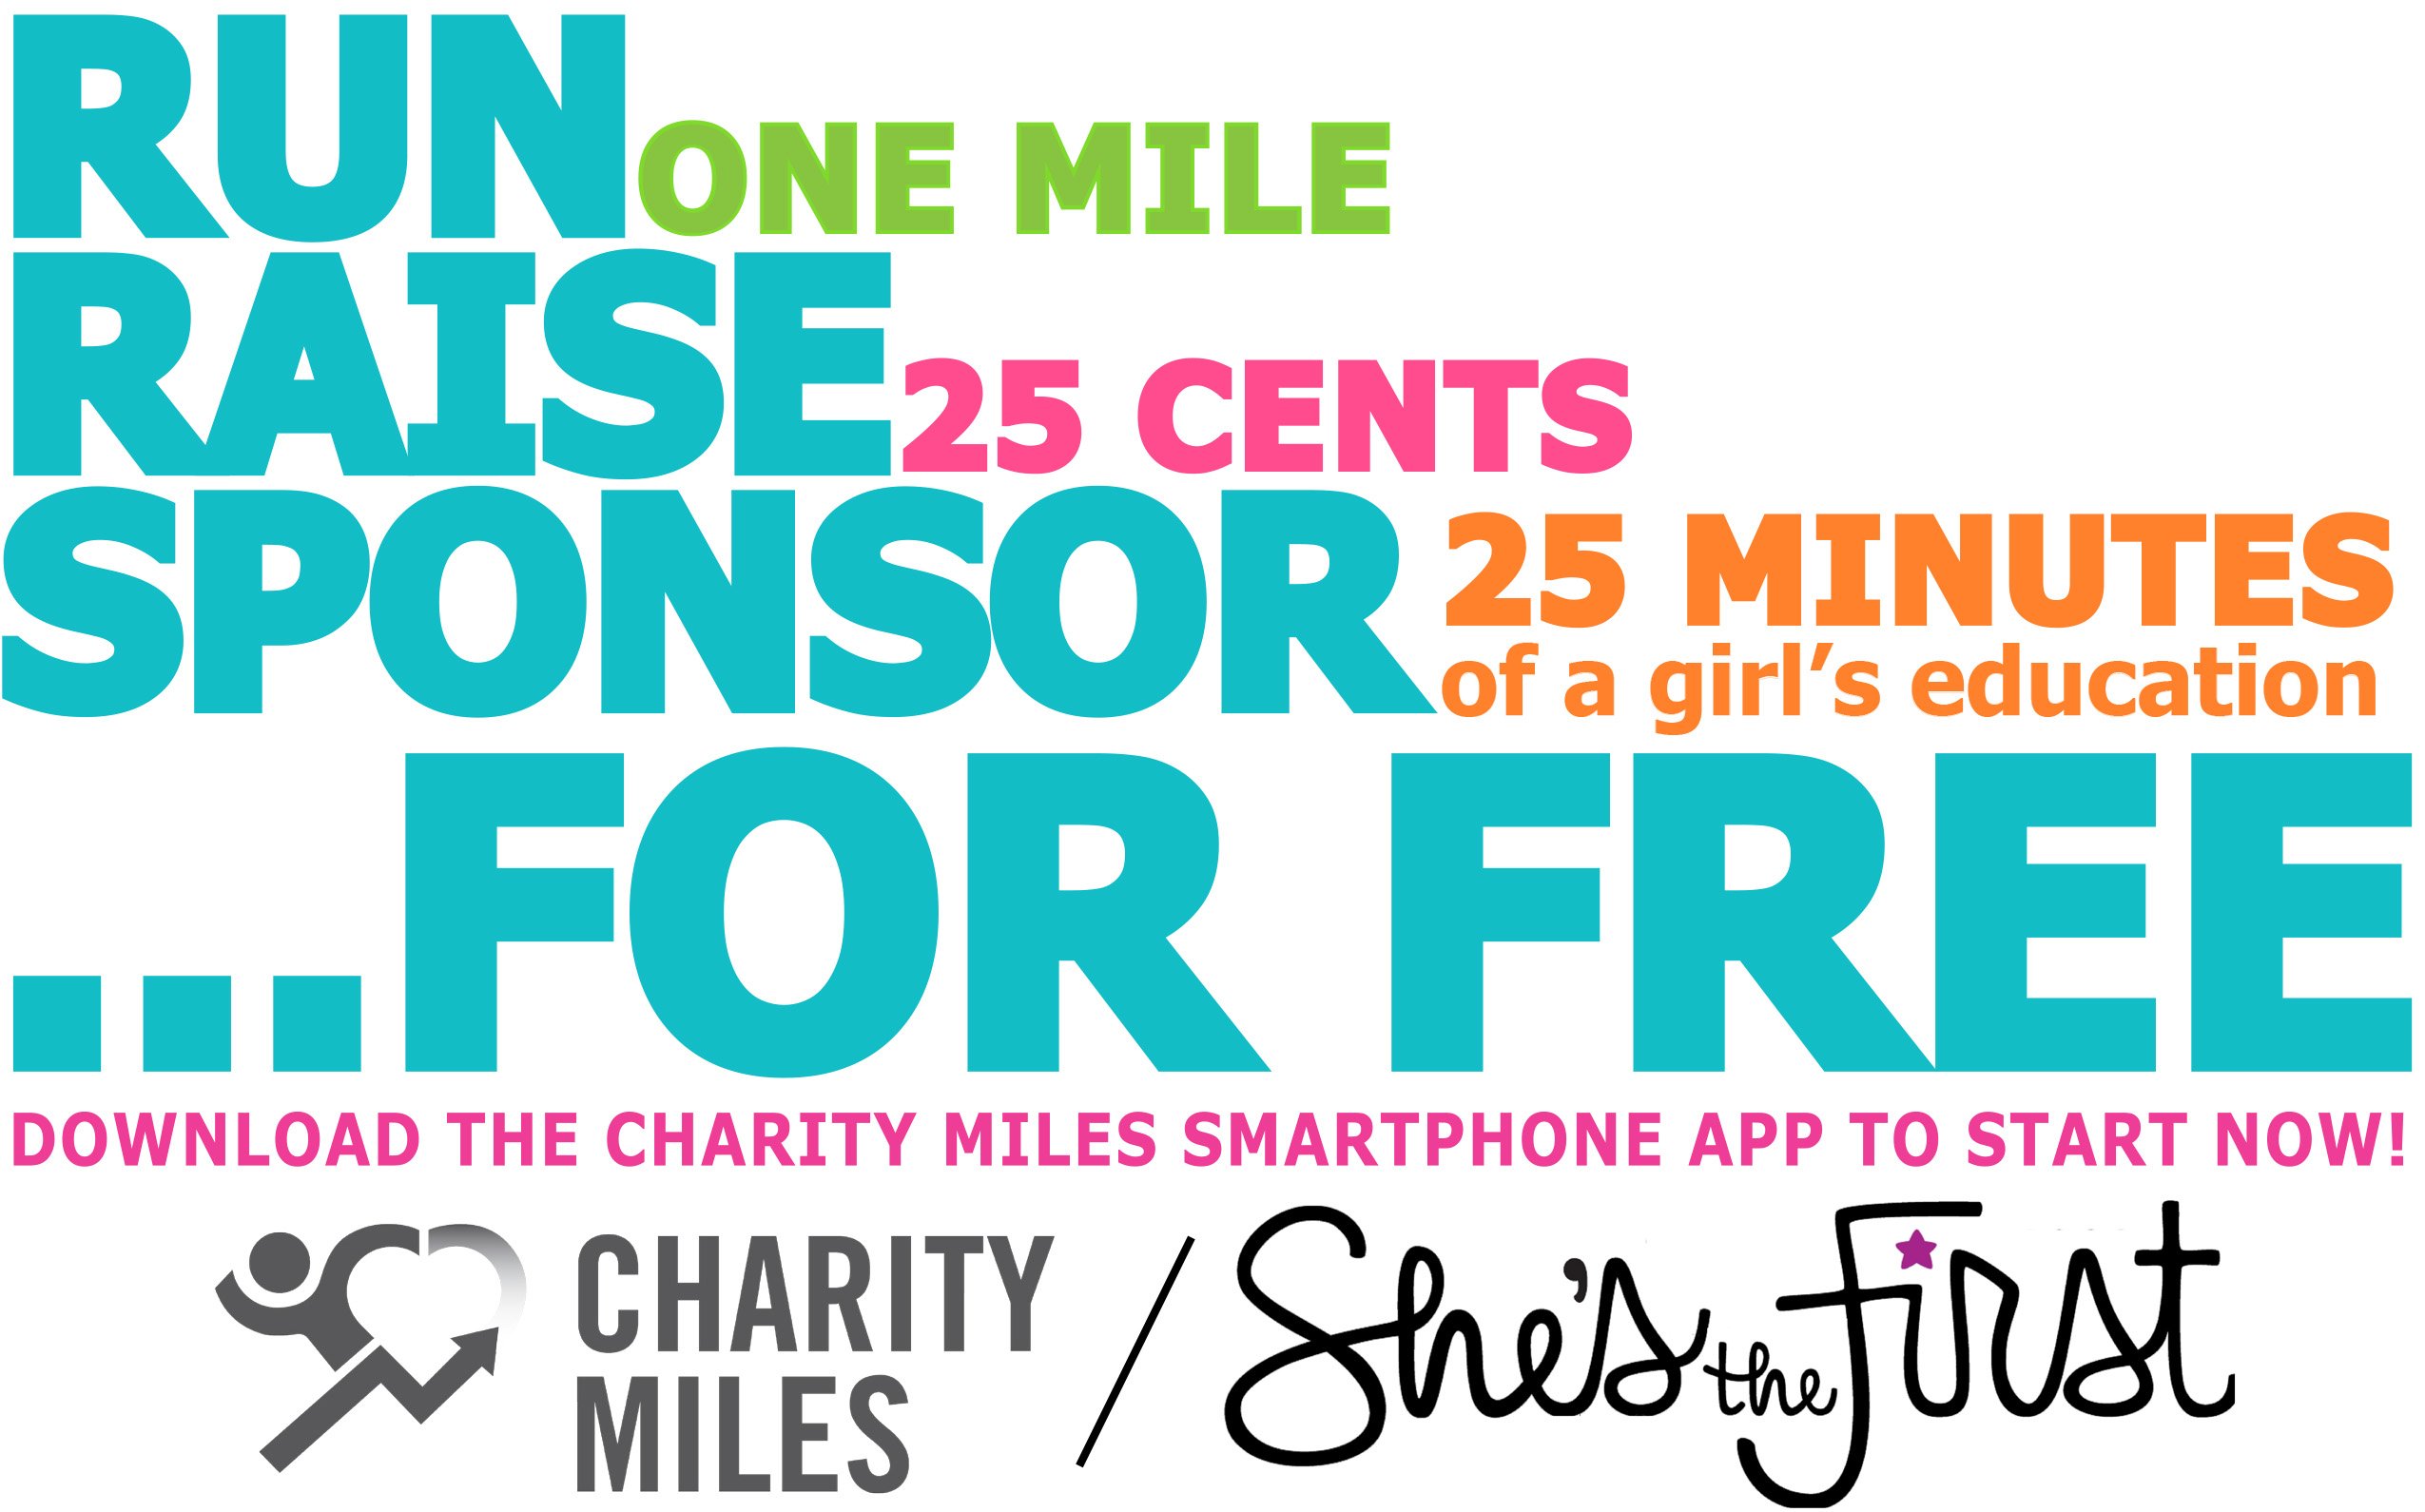 RUN ONE MILE
RAISE 25 CENTS
SPONSOR 25 MINUTES
of a girl's education
...FOR FREE
DOWNLOAD THE CHARITY MILES SMARTPHONE APP TO START NOW!
CHARITY
MILES
She's the First